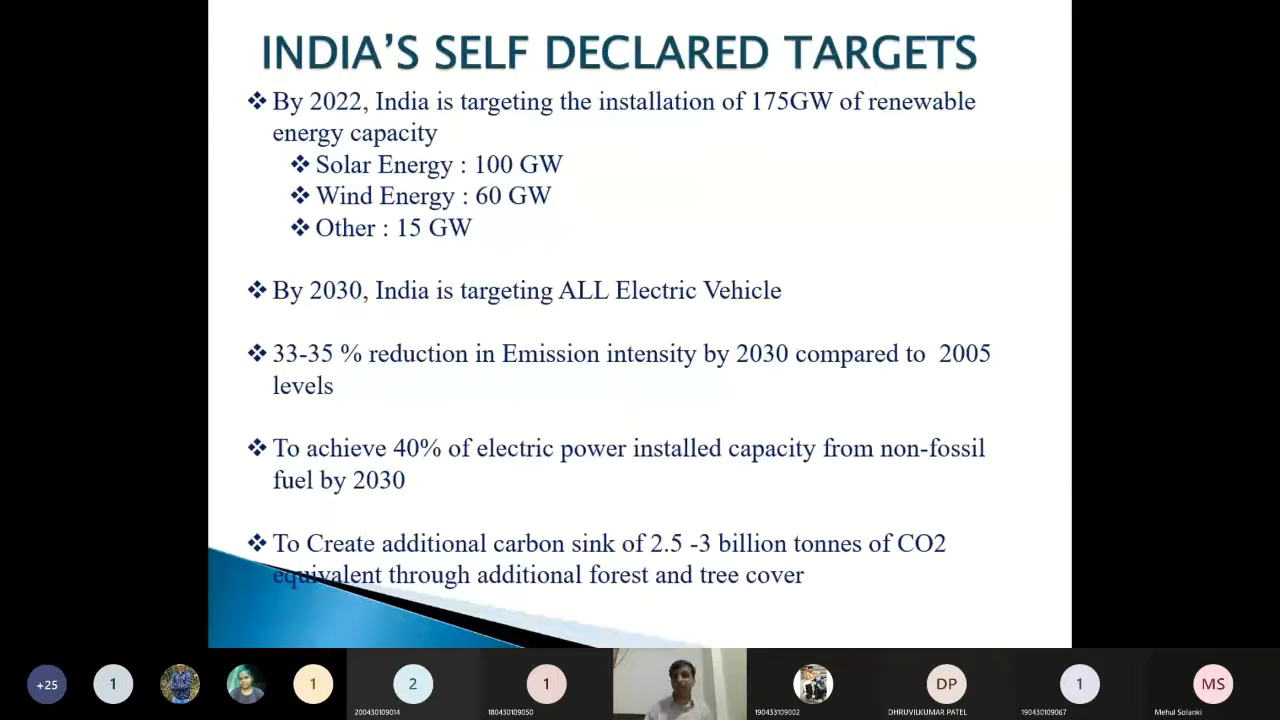 INDIA'S SELF DECLARED TARGETS
❖ By 2022, India is targeting the installation of 175GW of renewable
energy capacity
❖ Solar Energy : 100 GW
❖ Wind Energy : 60 GW
❖ Other : 15 GW
❖ By 2030, India is targeting ALL Electric Vehicle
❖ 33-35 % reduction in Emission intensity by 2030 compared to 2005
levels
❖ To achieve 40% of electric power installed capacity from non-fossil
fuel by 2030
❖ To Create additional carbon sink of 2.5 -3 billion tonnes of CO2
equivalent through additional forest and tree cover
+25 1 1 2 1 DP 1 MS
200430109014 180430109050 190433109002 DHRUVILKUMAR PATEL 190430109067 Mehul Solanki